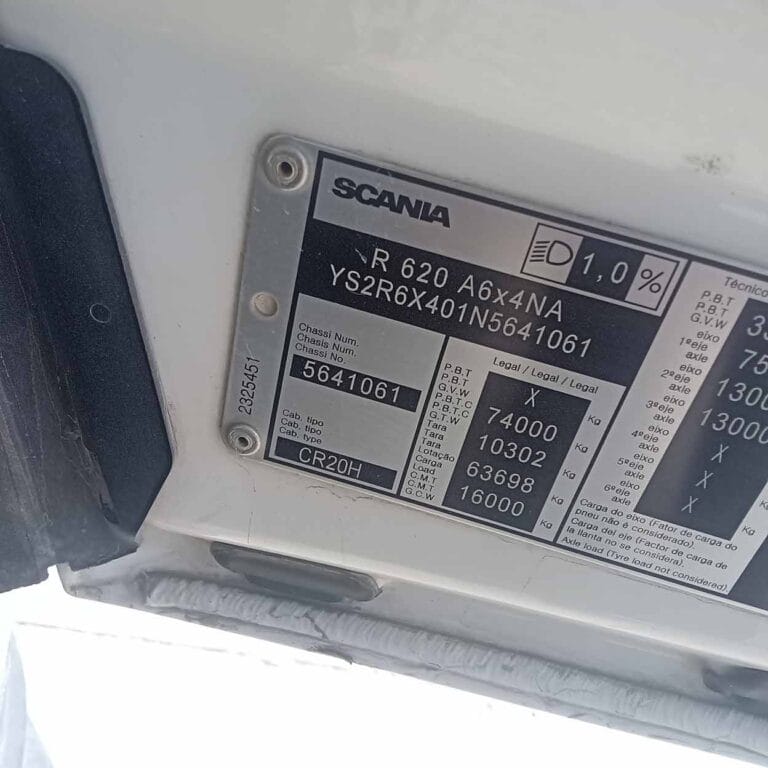 SCANIA
1,0 %
R 620 A6x4NA
YS2R6X401N5641061
Chassi Num.
Chasis Num.
Chassi No.
5641061
2325451
Cab. tipo
Cab. tipo
Cab. type
CR20H
Legal / Legal / Legal
P.B.T
P.B.T
G.V.W
X
P.B.T.C
P.B.T.C
G.T.W
74000 Kg
Tara
Tara
Tara
10302 Kg
Lotação
Carga
Load
63698 Kg
C.M.T
C.M.T
G.C.W
16000 Kg
Técnico
P.B.T
P.B.T
G.V.W
eixo
1ºeje
axle
75
eixo
2ºeje
axle
1300
eixo
3ºeje
axle
13000
eixo
4ºeje
axle
X
eixo
5ºeje
axle
X
eixo
6ºeje
axle
X
Carga do eixo (Fator de carga do
pneu não é considerado).
Carga del eje (Factor de carga de
la llanta no se considera).
Axle load (Tyre load not considered)